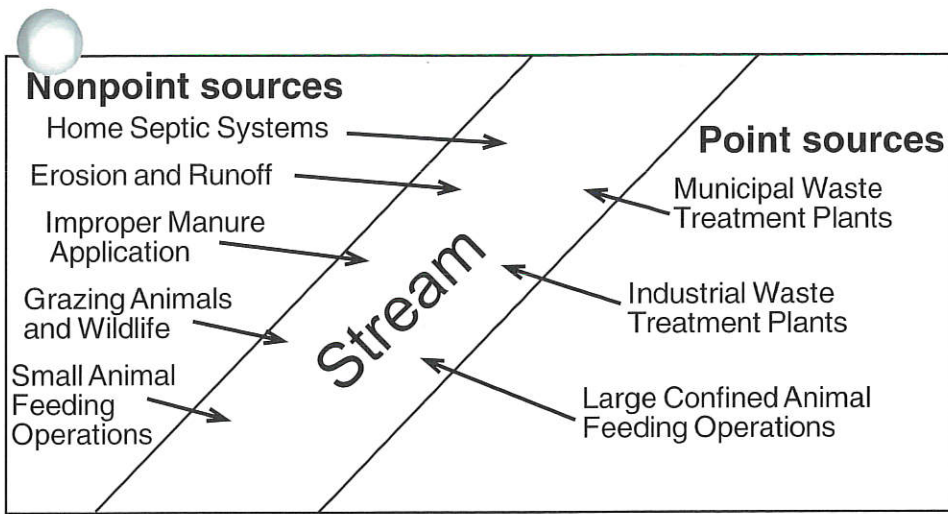 Nonpoint sources
Home Septic Systems
Erosion and Runoff
Improper Manure
Application
Grazing Animals
and Wildlife
Small Animal
Feeding
Operations
Stream
Point sources
Municipal Waste
Treatment Plants
Industrial Waste
Treatment Plants
Large Confined Animal
Feeding Operations